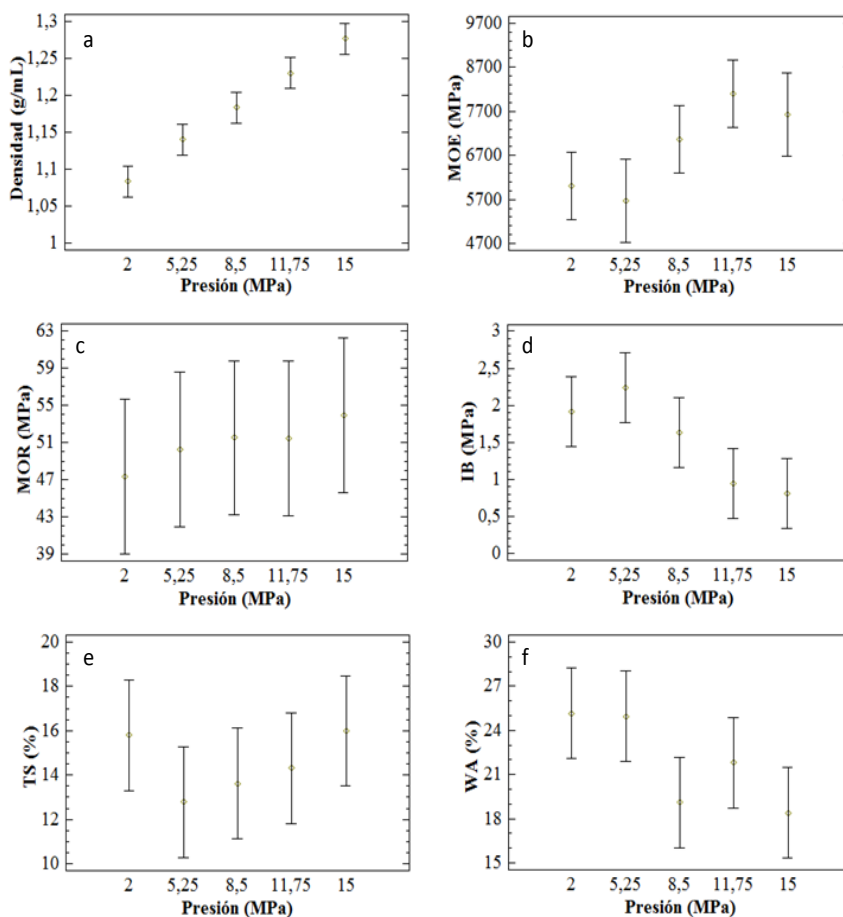 a
Densidad (g/mL)
1,3
1,25
1,2
1,15
1,1
1,05
1
2 5,25 8,5 11,75 15
Presión (MPa)
b
MOE (MPa)
9700
8700
7700
6700
5700
4700
2 5,25 8,5 11,75 15
Presión (MPa)
c
MOR (MPa)
63
59
55
51
47
43
39
2 5,25 8,5 11,75 15
Presión (MPa)
d
IB (MPa)
3
2,5
2
1,5
1
0,5
0
2 5,25 8,5 11,75 15
Presión (MPa)
e
TS (%)
20
18
16
14
12
10
2 5,25 8,5 11,75 15
Presión (MPa)
f
WA (%)
30
27
24
21
18
15
2 5,25 8,5 11,75 15
Presión (MPa)